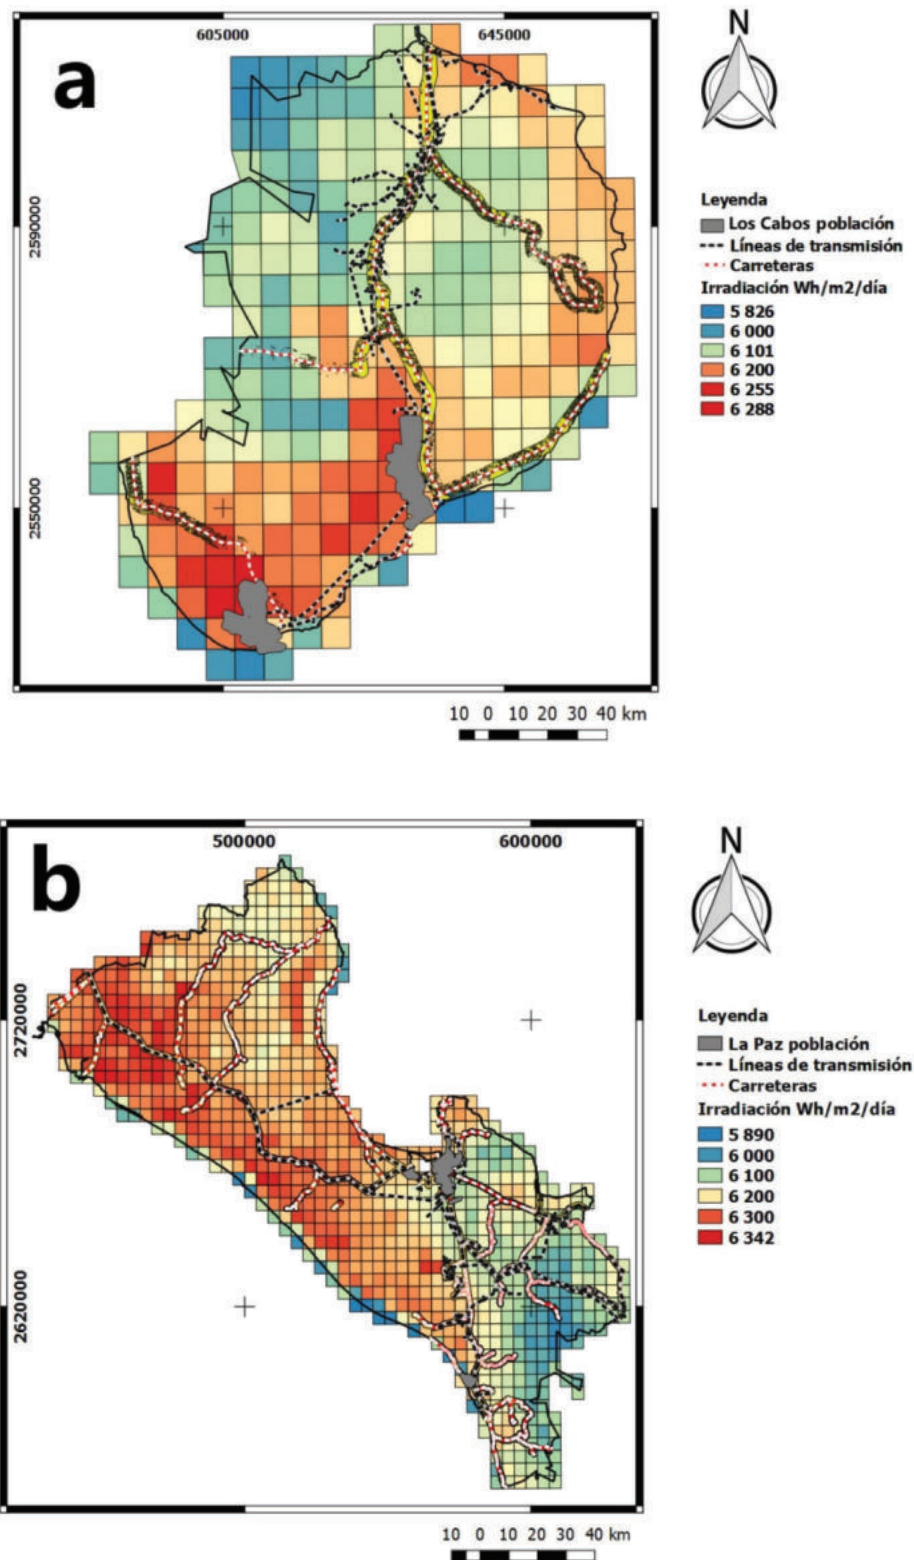 a
605000
645000
2590000
2550000
N
Leyenda
Los Cabos población
Líneas de transmisión
Carreteras
Irradiación Wh/m2/día
5 826
6 000
6 101
6 200
6 255
6 288
10 0 10 20 30 40 km
b
500000
600000
2720000
2620000
N
Leyenda
La Paz población
Líneas de transmisión
Carreteras
Irradiación Wh/m2/día
5 890
6 000
6 100
6 200
6 300
6 342
10 0 10 20 30 40 km